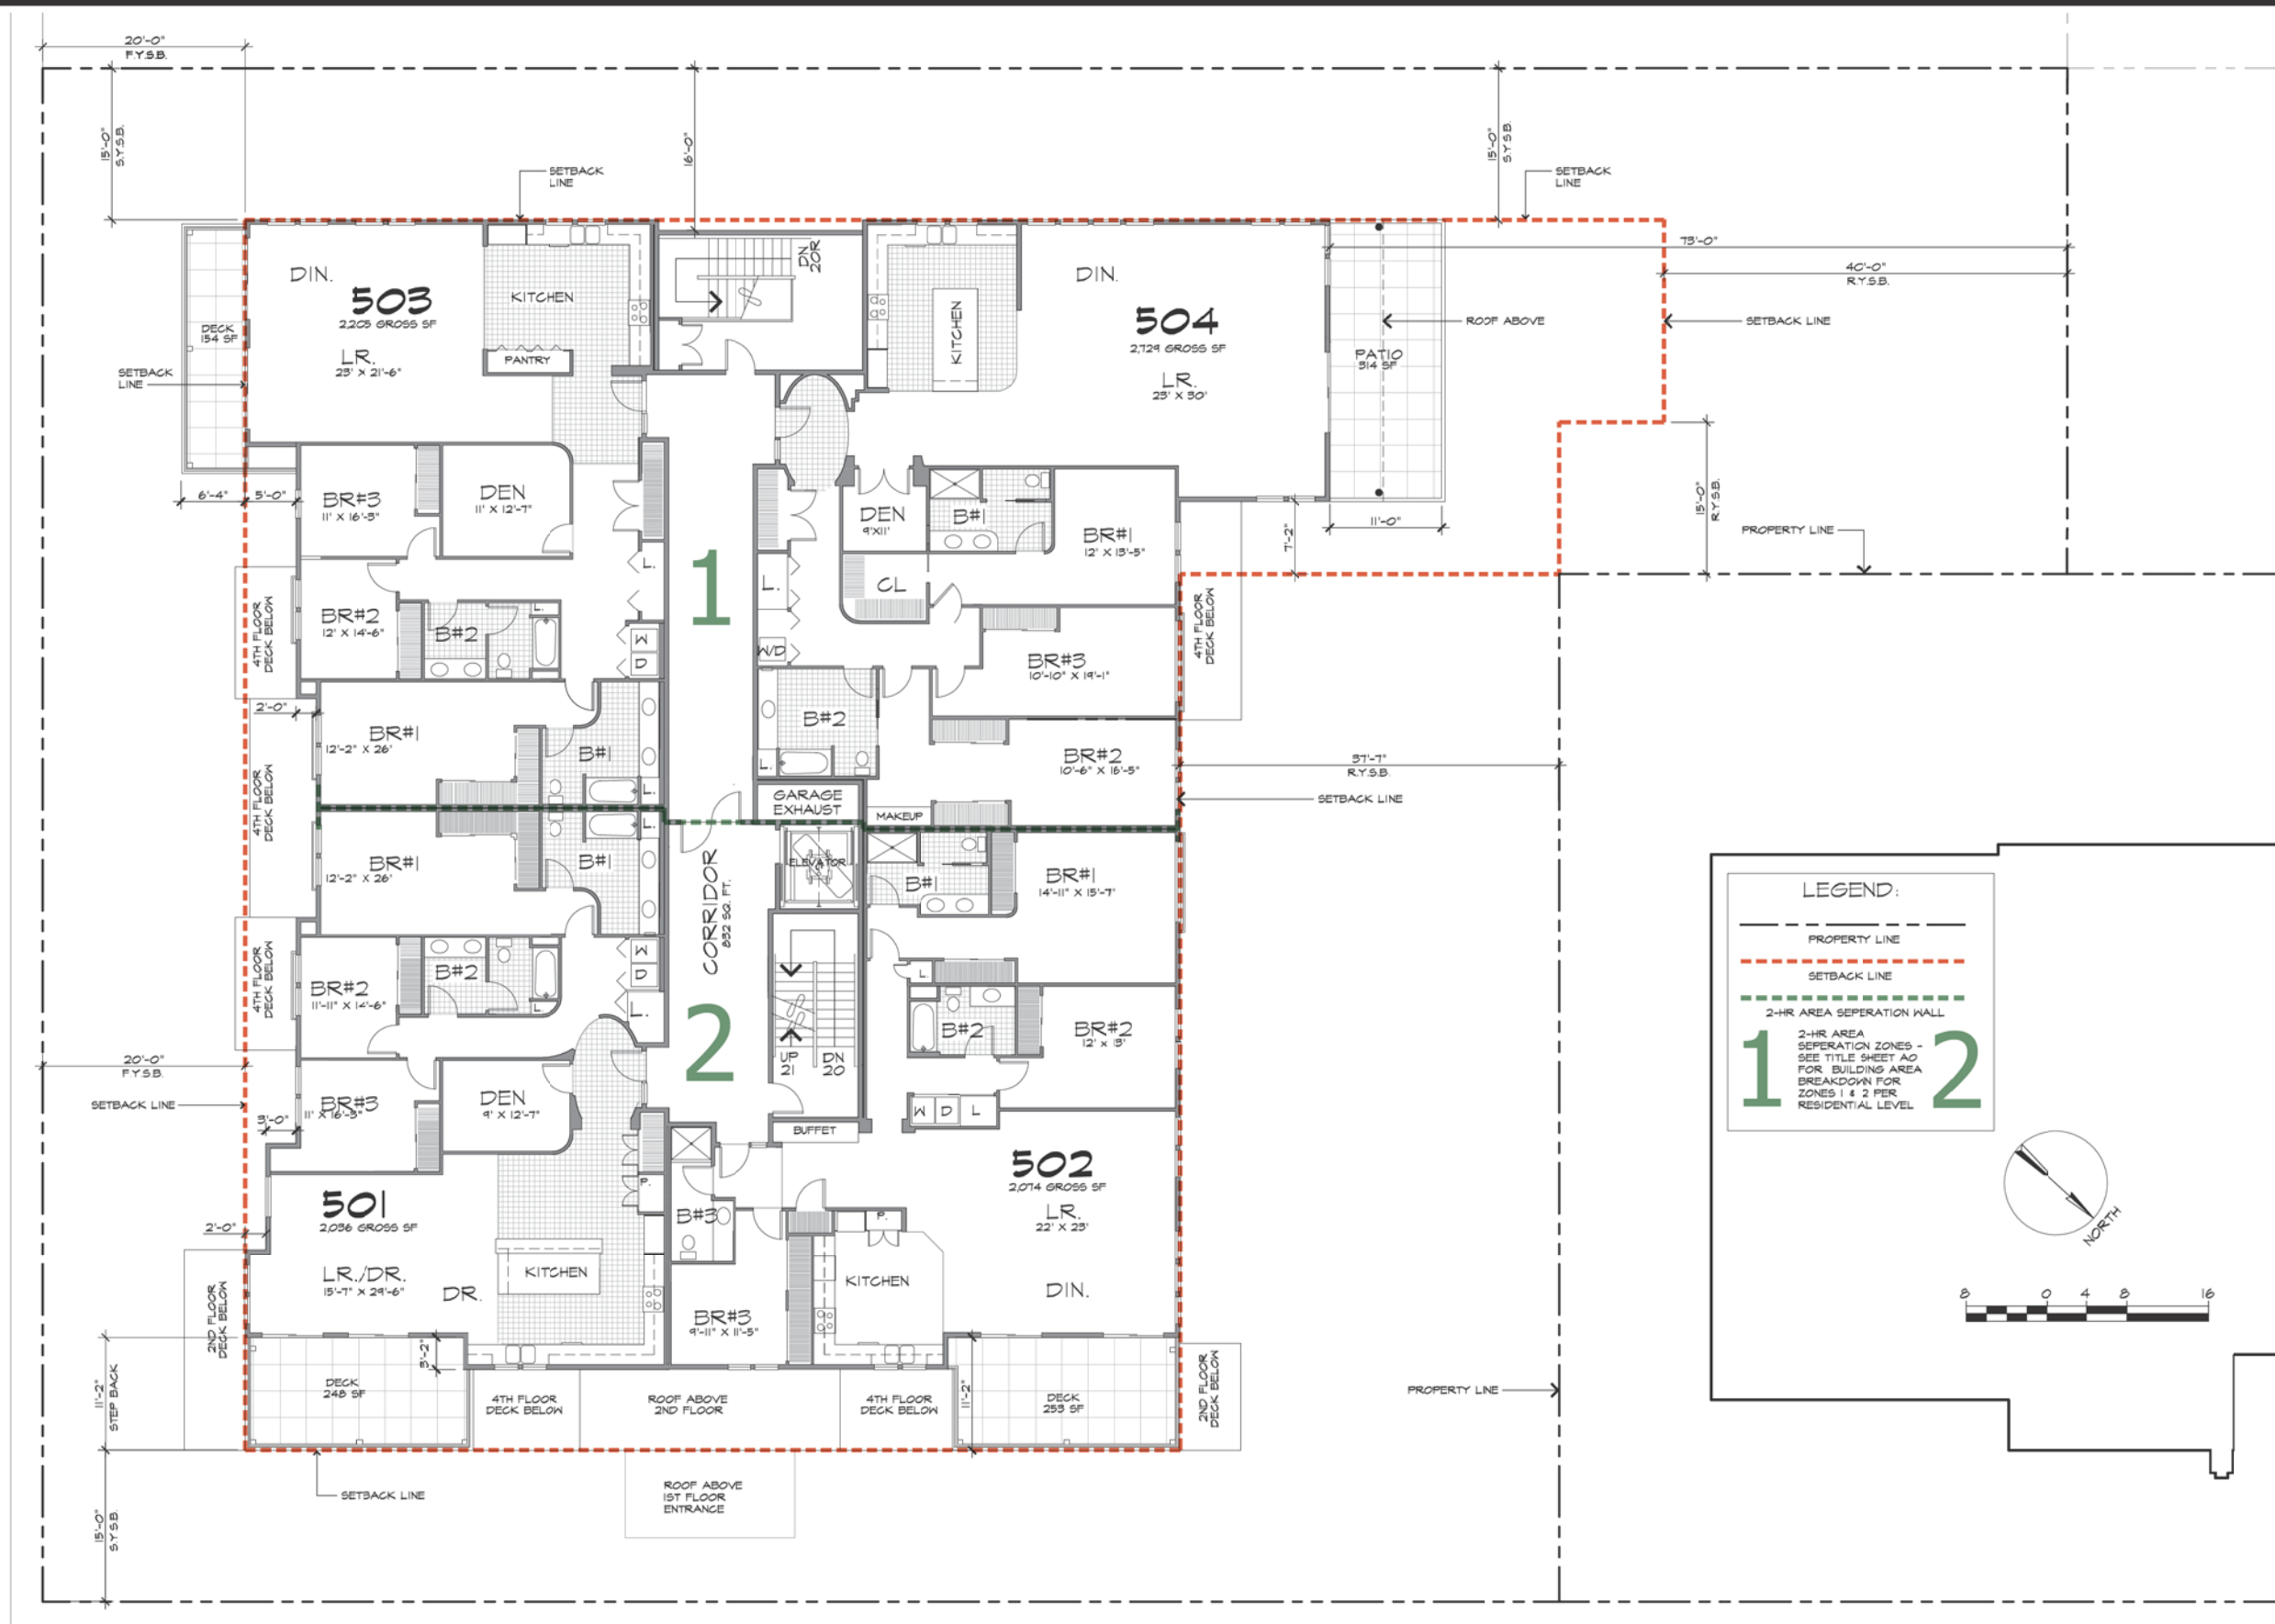 20'-0"
F.Y.S.B.
15'-0"
S.Y.S.B.
16'-0"
15'-0"
S.Y.S.B.
SETBACK
LINE
SETBACK
LINE
73'-0"
40'-0"
R.Y.S.B.
DIN.
503
2,203 GROSS SF
LR.
23' X 21'-6"
KITCHEN
PANTRY
DN
20R
KITCHEN
DIN.
504
2,729 GROSS SF
LR.
23' X 30'
ROOF ABOVE
SETBACK LINE
PATIO
314 SF
DECK
154 SF
SETBACK
LINE
6'-4"
5'-0"
BR#3
11' X 16'-3"
DEN
11' X 12'-7"
DEN
9'X11'
B#1
BR#1
12' X 13'-5"
7'-2"
11'-0"
15'-0"
R.Y.S.B.
PROPERTY LINE
L.
1
L.
CL
4TH FLOOR
DECK BELOW
BR#2
12' X 14'-6"
B#2
L.
W
D
W/D
BR#3
10'-10" X 19'-1"
4TH FLOOR
DECK BELOW
2'-0"
BR#1
12'-2" X 26'
B#1
L.
B#2
L.
BR#2
10'-6" X 16'-5"
37'-7"
R.Y.S.B.
4TH FLOOR
DECK BELOW
GARAGE
EXHAUST
MAKEUP
SETBACK LINE
BR#1
12'-2" X 26'
B#1
L.
CORRIDOR
832 SQ. FT.
ELEVATOR
B#1
BR#1
14'-11" X 15'-7"
4TH FLOOR
DECK BELOW
BR#2
11'-11" X 14'-6"
B#2
L.
W
D
L.
L.
2
UP
21
DN
20
B#2
BR#2
12' X 13'
20'-0"
F.Y.S.B.
SETBACK LINE
3'-0"
BR#3
11' X 16'-3"
DEN
9' X 12'-7"
W
D
L
BUFFET
501
2,036 GROSS SF
P.
B#3
P.
502
2,074 GROSS SF
LR.
22' X 23'
2'-0"
LR./DR.
15'-7" X 29'-6"
DR.
KITCHEN
BR#3
9'-11" X 11'-5"
KITCHEN
DIN.
2ND FLOOR
DECK BELOW
11'-2"
STEP BACK
3'-2"
DECK
248 SF
4TH FLOOR
DECK BELOW
ROOF ABOVE
2ND FLOOR
4TH FLOOR
DECK BELOW
11'-2"
DECK
253 SF
2ND FLOOR
DECK BELOW
PROPERTY LINE
SETBACK LINE
ROOF ABOVE
1ST FLOOR
ENTRANCE
15'-0"
S.Y.S.B.
LEGEND:
PROPERTY LINE
SETBACK LINE
2-HR AREA SEPERATION WALL
1
2-HR AREA
SEPERATION ZONES -
SEE TITLE SHEET A0
FOR BUILDING AREA
BREAKDOWN FOR
ZONES 1 & 2 PER
RESIDENTIAL LEVEL
2
NORTH
8 0 4 8 16